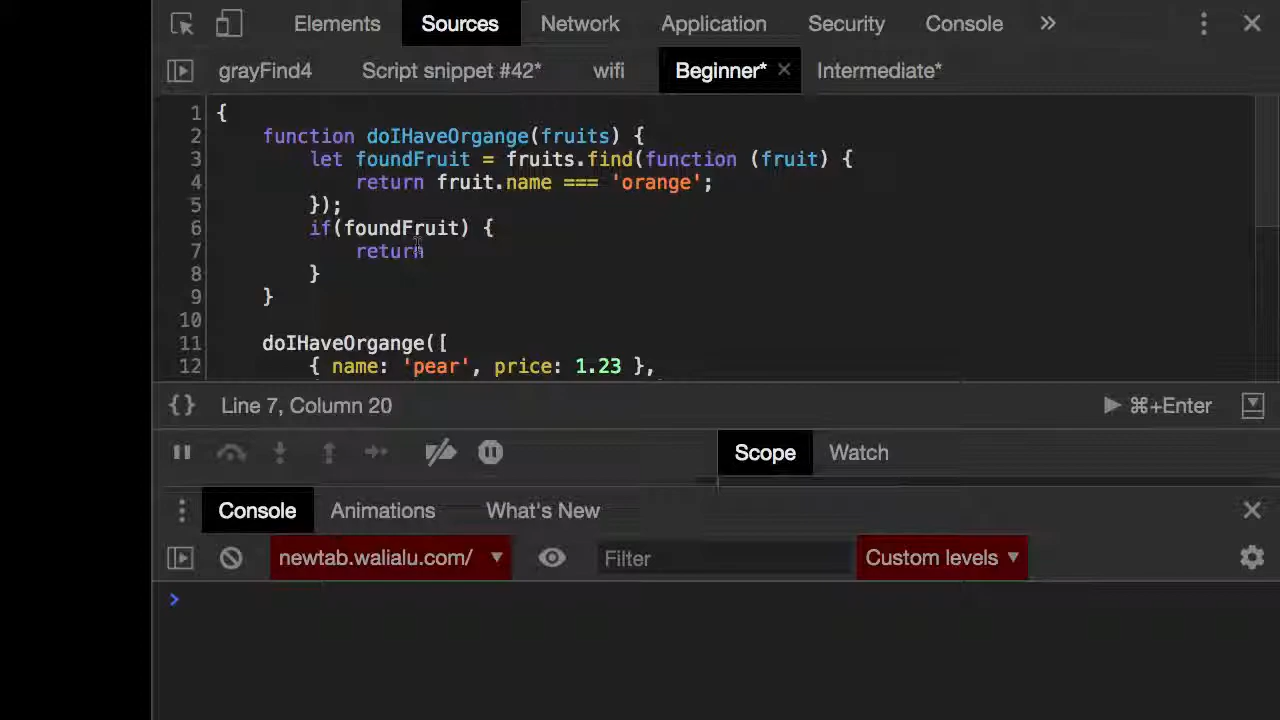 Elements Sources Network Application Security Console »
grayFind4 Script snippet #42* wifi Beginner* × Intermediate*
1 {
2 function doIHaveOrgange(fruits) {
3 let foundFruit = fruits.find(function (fruit) {
4 return fruit.name === 'orange';
5 });
6 if(foundFruit) {
7 return
8 }
9 }
10
11 doIHaveOrgange([
12 { name: 'pear', price: 1.23 },
{} Line 7, Column 20 ⌘+Enter
Scope Watch
Console Animations What's New
newtab.walialu.com/ Filter Custom levels
>